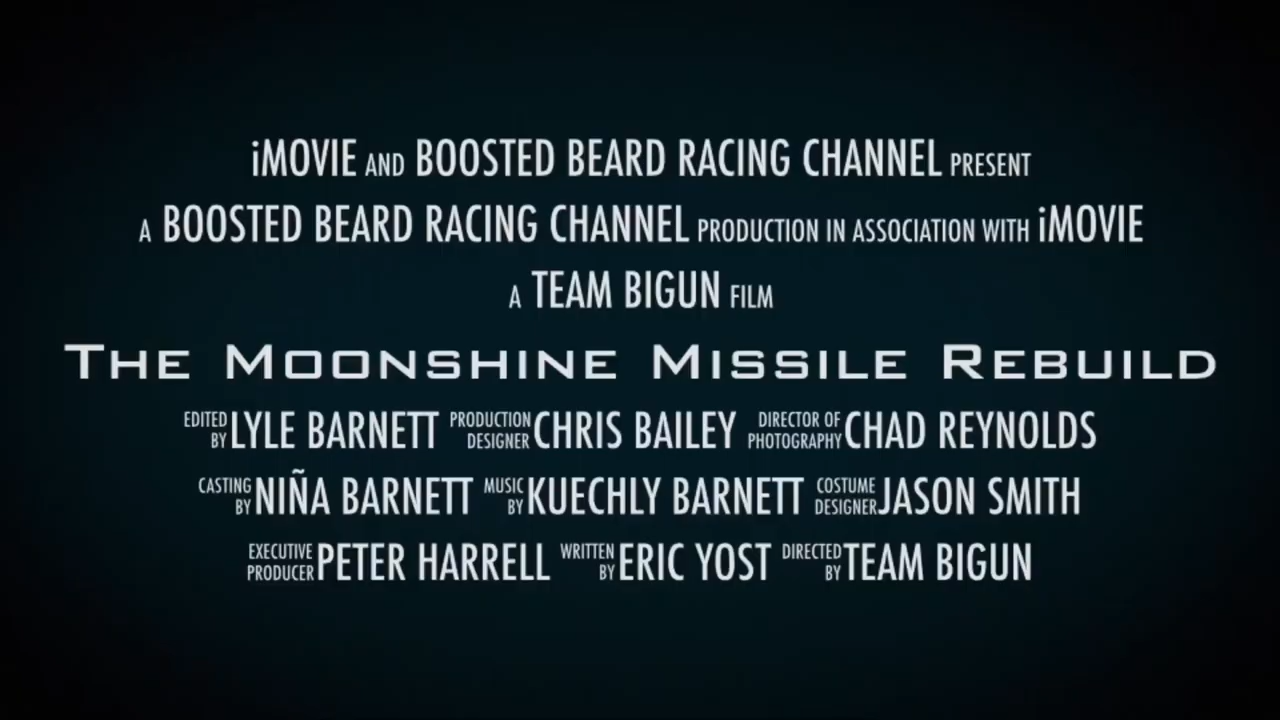 iMOVIE AND BOOSTED BEARD RACING CHANNEL PRESENT
A BOOSTED BEARD RACING CHANNEL PRODUCTION IN ASSOCIATION WITH iMOVIE
A TEAM BIGUN FILM
THE MOONSHINE MISSILE REBUILD
EDITED BY LYLE BARNETT PRODUCTION DESIGNER CHRIS BAILEY DIRECTOR OF PHOTOGRAPHY CHAD REYNOLDS
CASTING BY NIÑA BARNETT MUSIC BY KUECHLY BARNETT COSTUME DESIGNER JASON SMITH
EXECUTIVE PRODUCER PETER HARRELL WRITTEN BY ERIC YOST DIRECTED BY TEAM BIGUN